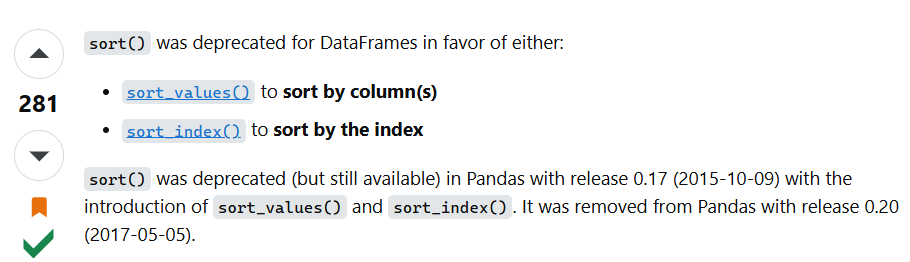 sort() was deprecated for DataFrames in favor of either:
281
• sort_values() to sort by column(s)
• sort_index() to sort by the index
sort() was deprecated (but still available) in Pandas with release 0.17 (2015-10-09) with the
introduction of sort_values() and sort_index(). It was removed from Pandas with release 0.20
(2017-05-05).